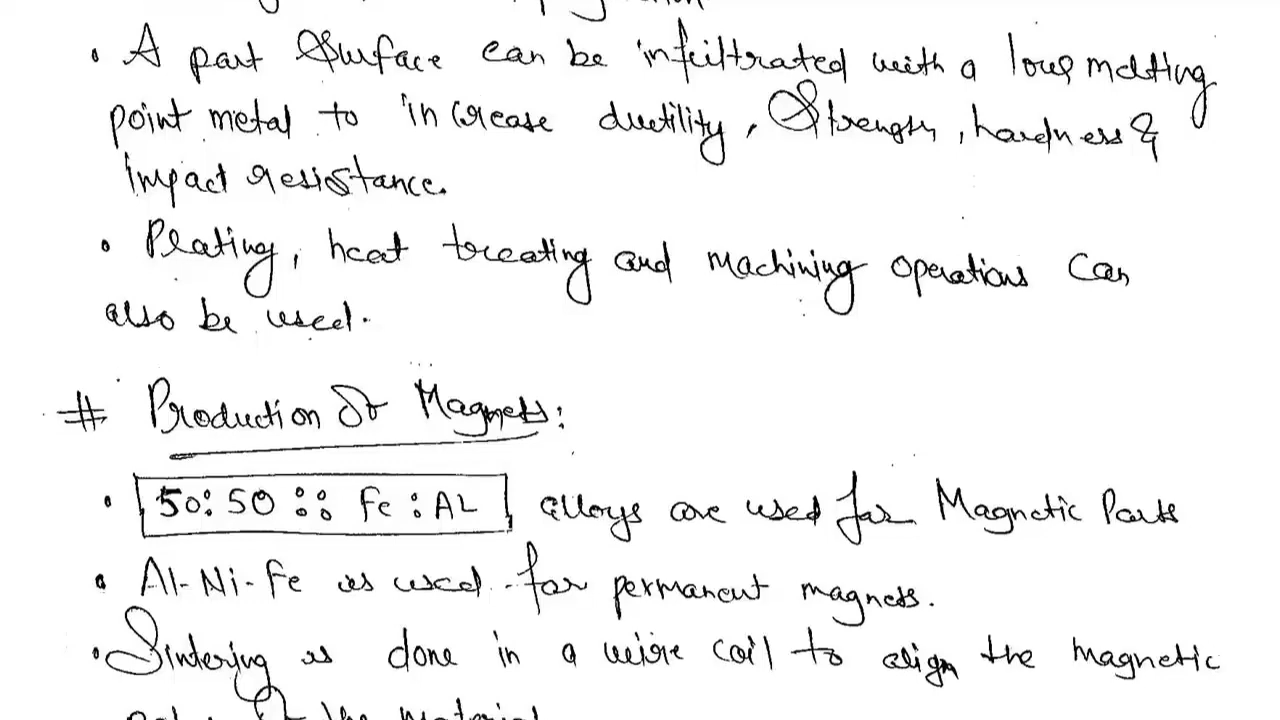 • A part Surface can be infiltrated with a low melting
point metal to increase ductility, Strength, hardness &
impact resistance.
• Plating, heat treating and machining operations can
also be used.
# Production of Magnets:
• 50:50 :: Fe:AL alloys are used for Magnetic Parts
• Al-Ni-Fe is used for permanent magnets.
• Sintering is done in a wire coil to align the magnetic
of the material